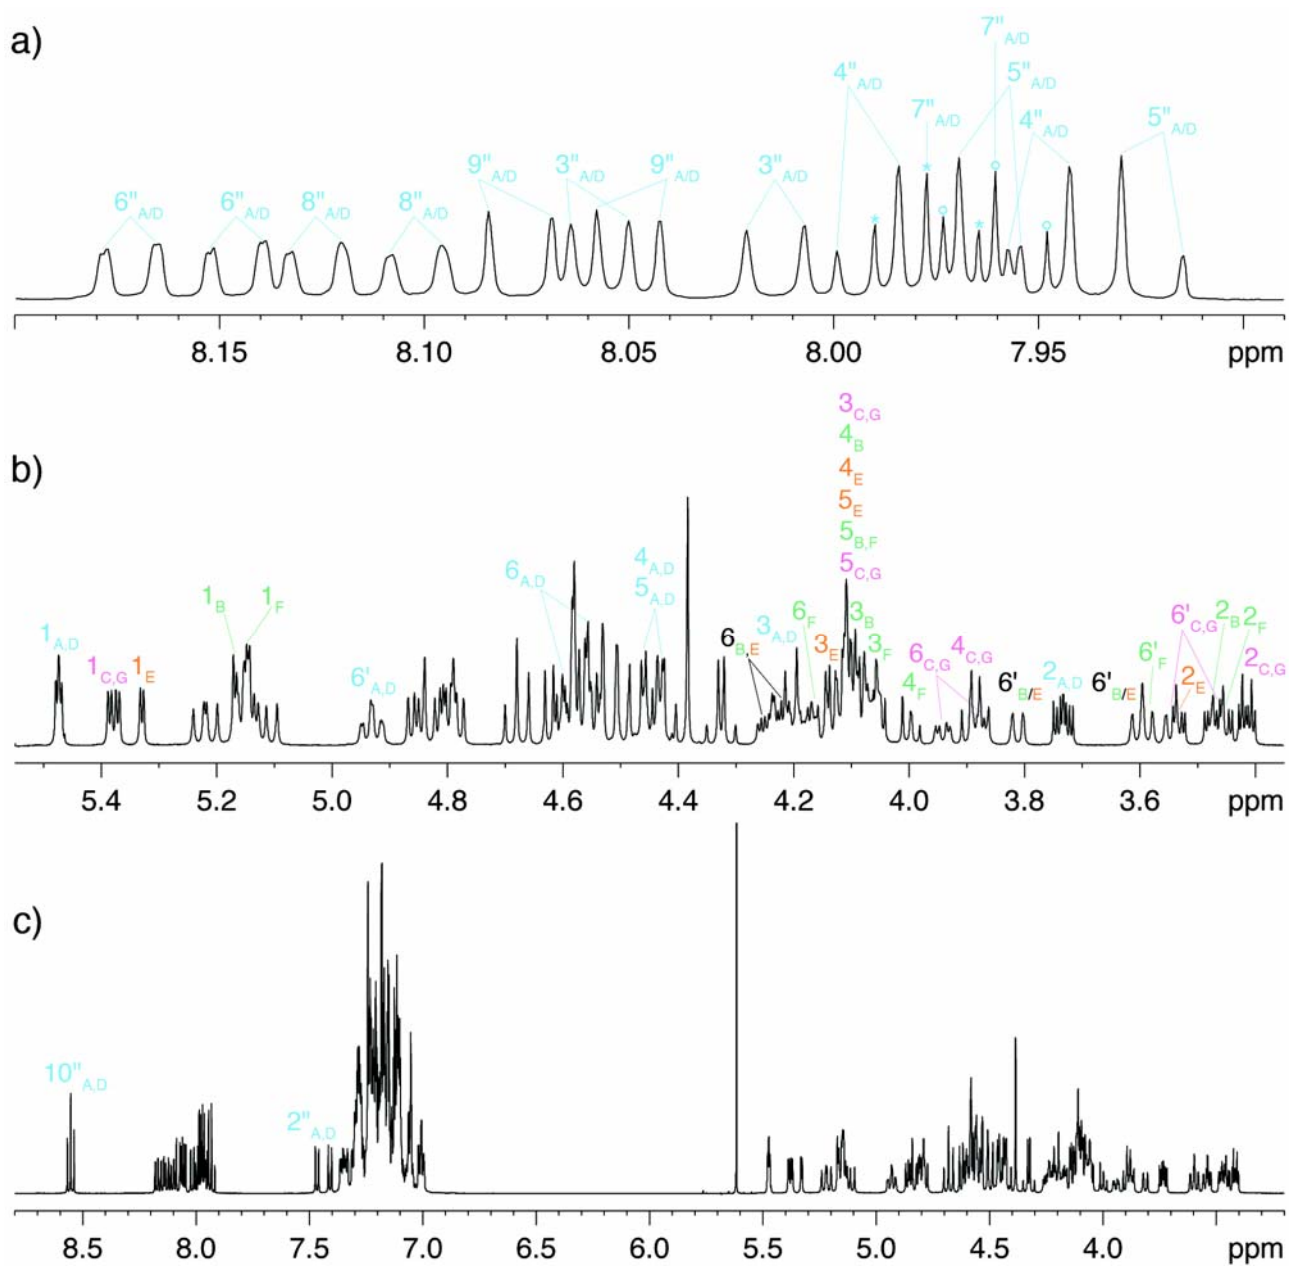 a)
7"A/D
4"A/D
5"A/D
7"A/D
4"A/D
5"A/D
9"A/D
3"A/D
9"A/D
3"A/D
6"A/D
6"A/D
8"A/D
8"A/D
* * * *
8.15 8.10 8.05 8.00 7.95 ppm
b)
3C,G
4B
4E
5E
5B,F
5C,G
6A,D
4A,D
5A,D
1B
1F
1A,D
1C,G
1E
6'A,D
6B,E
3A,D
6F
3E
3B
3F
4F
6C,G
4C,G
6'B/E
2A,D
6'B/E
6'F
6'C,G
2E
2B
2F
2C,G
5.4 5.2 5.0 4.8 4.6 4.4 4.2 4.0 3.8 3.6 ppm
c)
10"A,D
2"A,D
8.5 8.0 7.5 7.0 6.5 6.0 5.5 5.0 4.5 4.0 ppm